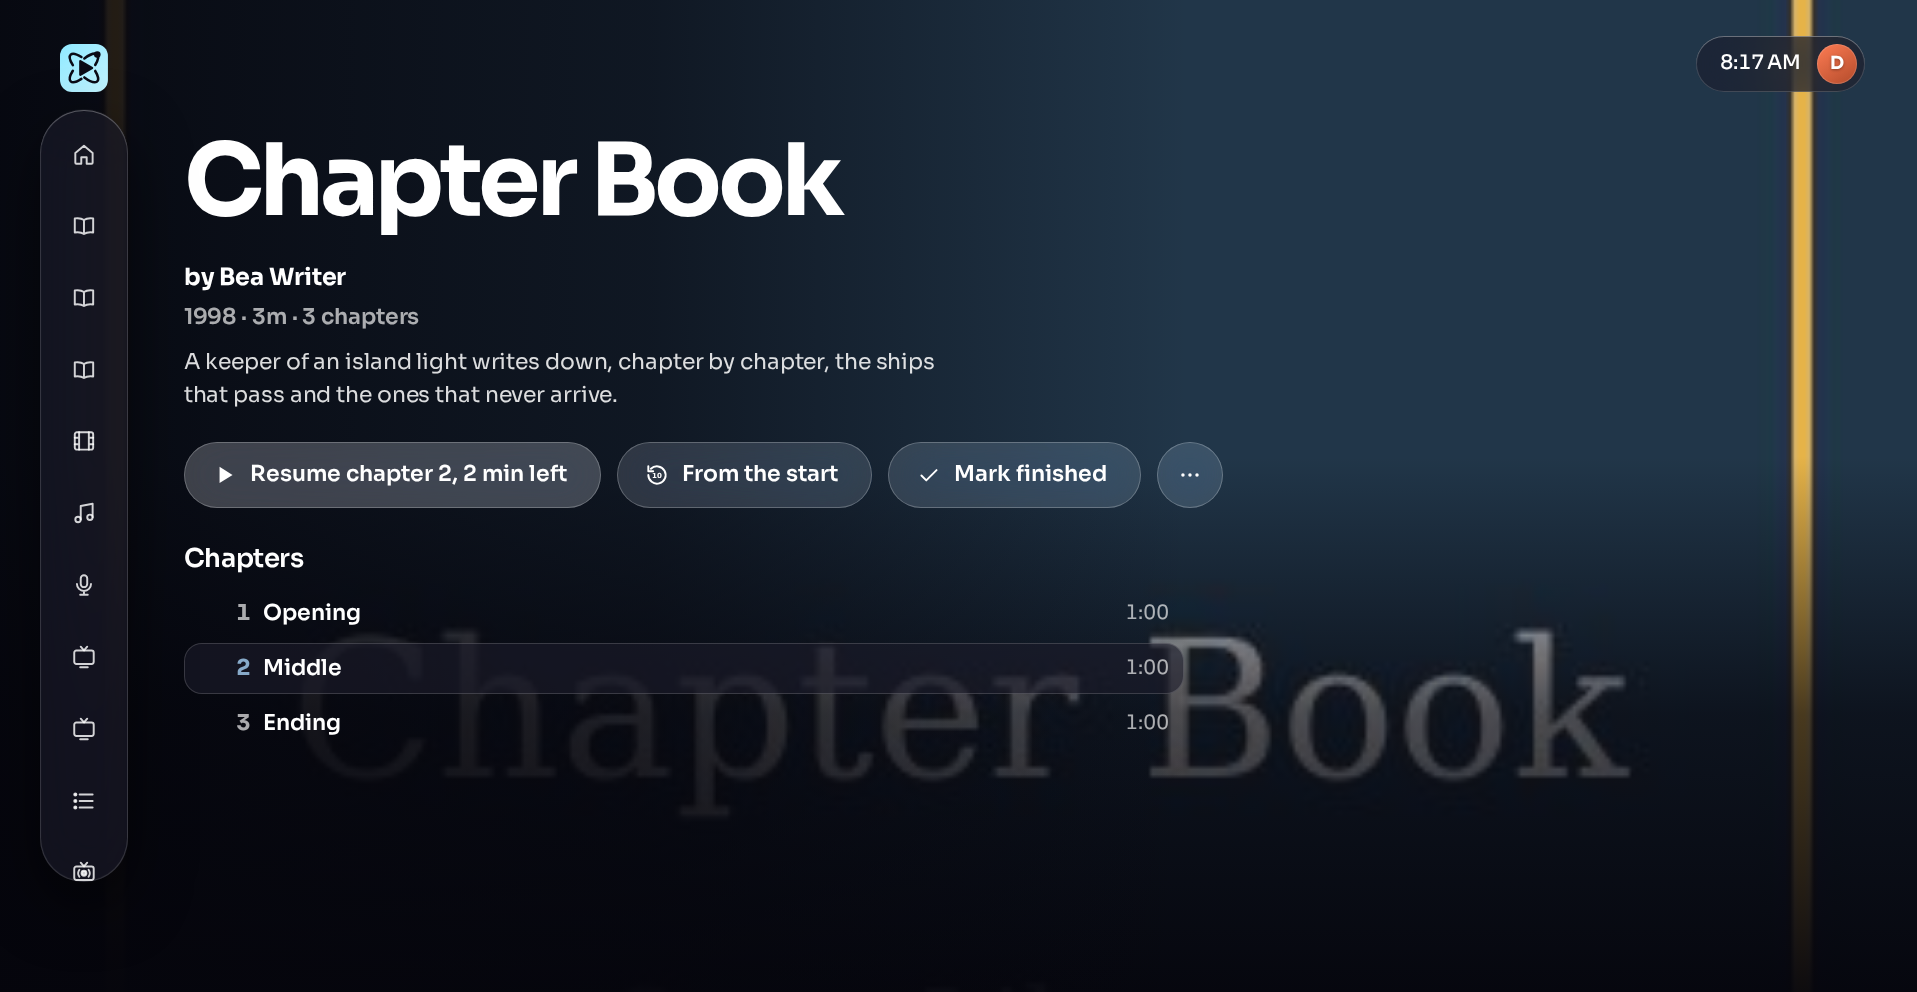 8:17 AM
D
Chapter Book
by Bea Writer
1998 · 3m · 3 chapters
A keeper of an island light writes down, chapter by chapter, the ships
that pass and the ones that never arrive.
Resume chapter 2, 2 min left
10 From the start
Mark finished
Chapters
1 Opening 1:00
2 Middle 1:00
3 Ending 1:00
Chapter Book